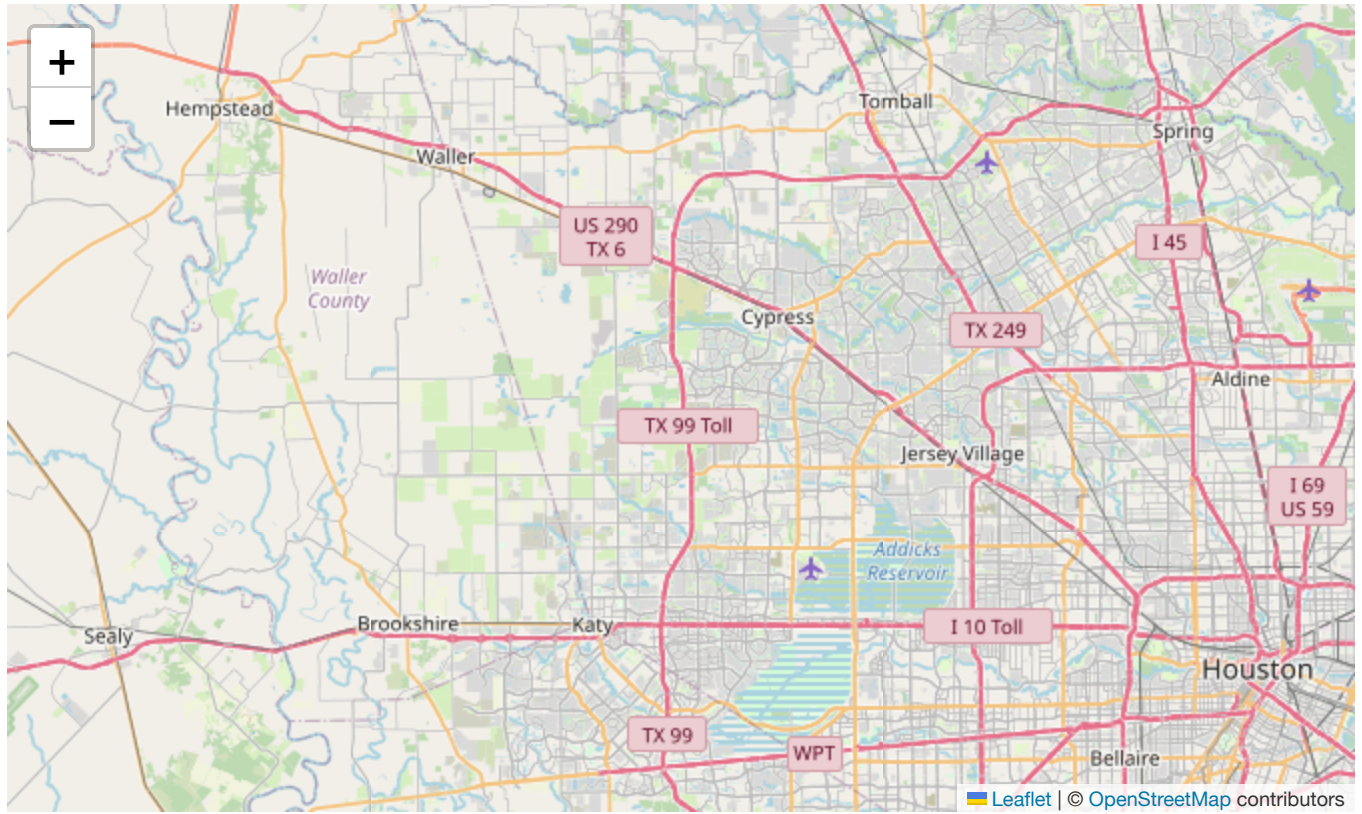 +
−
Hempstead
Tomball
Spring
Waller
US 290
TX 6
I 45
Waller
County
Cypress
TX 249
Aldine
TX 99 Toll
Jersey Village
I 69
US 59
Addicks
Reservoir
Brookshire
Katy
I 10 Toll
Sealy
Houston
TX 99
WPT
Bellaire
Leaflet | © OpenStreetMap contributors